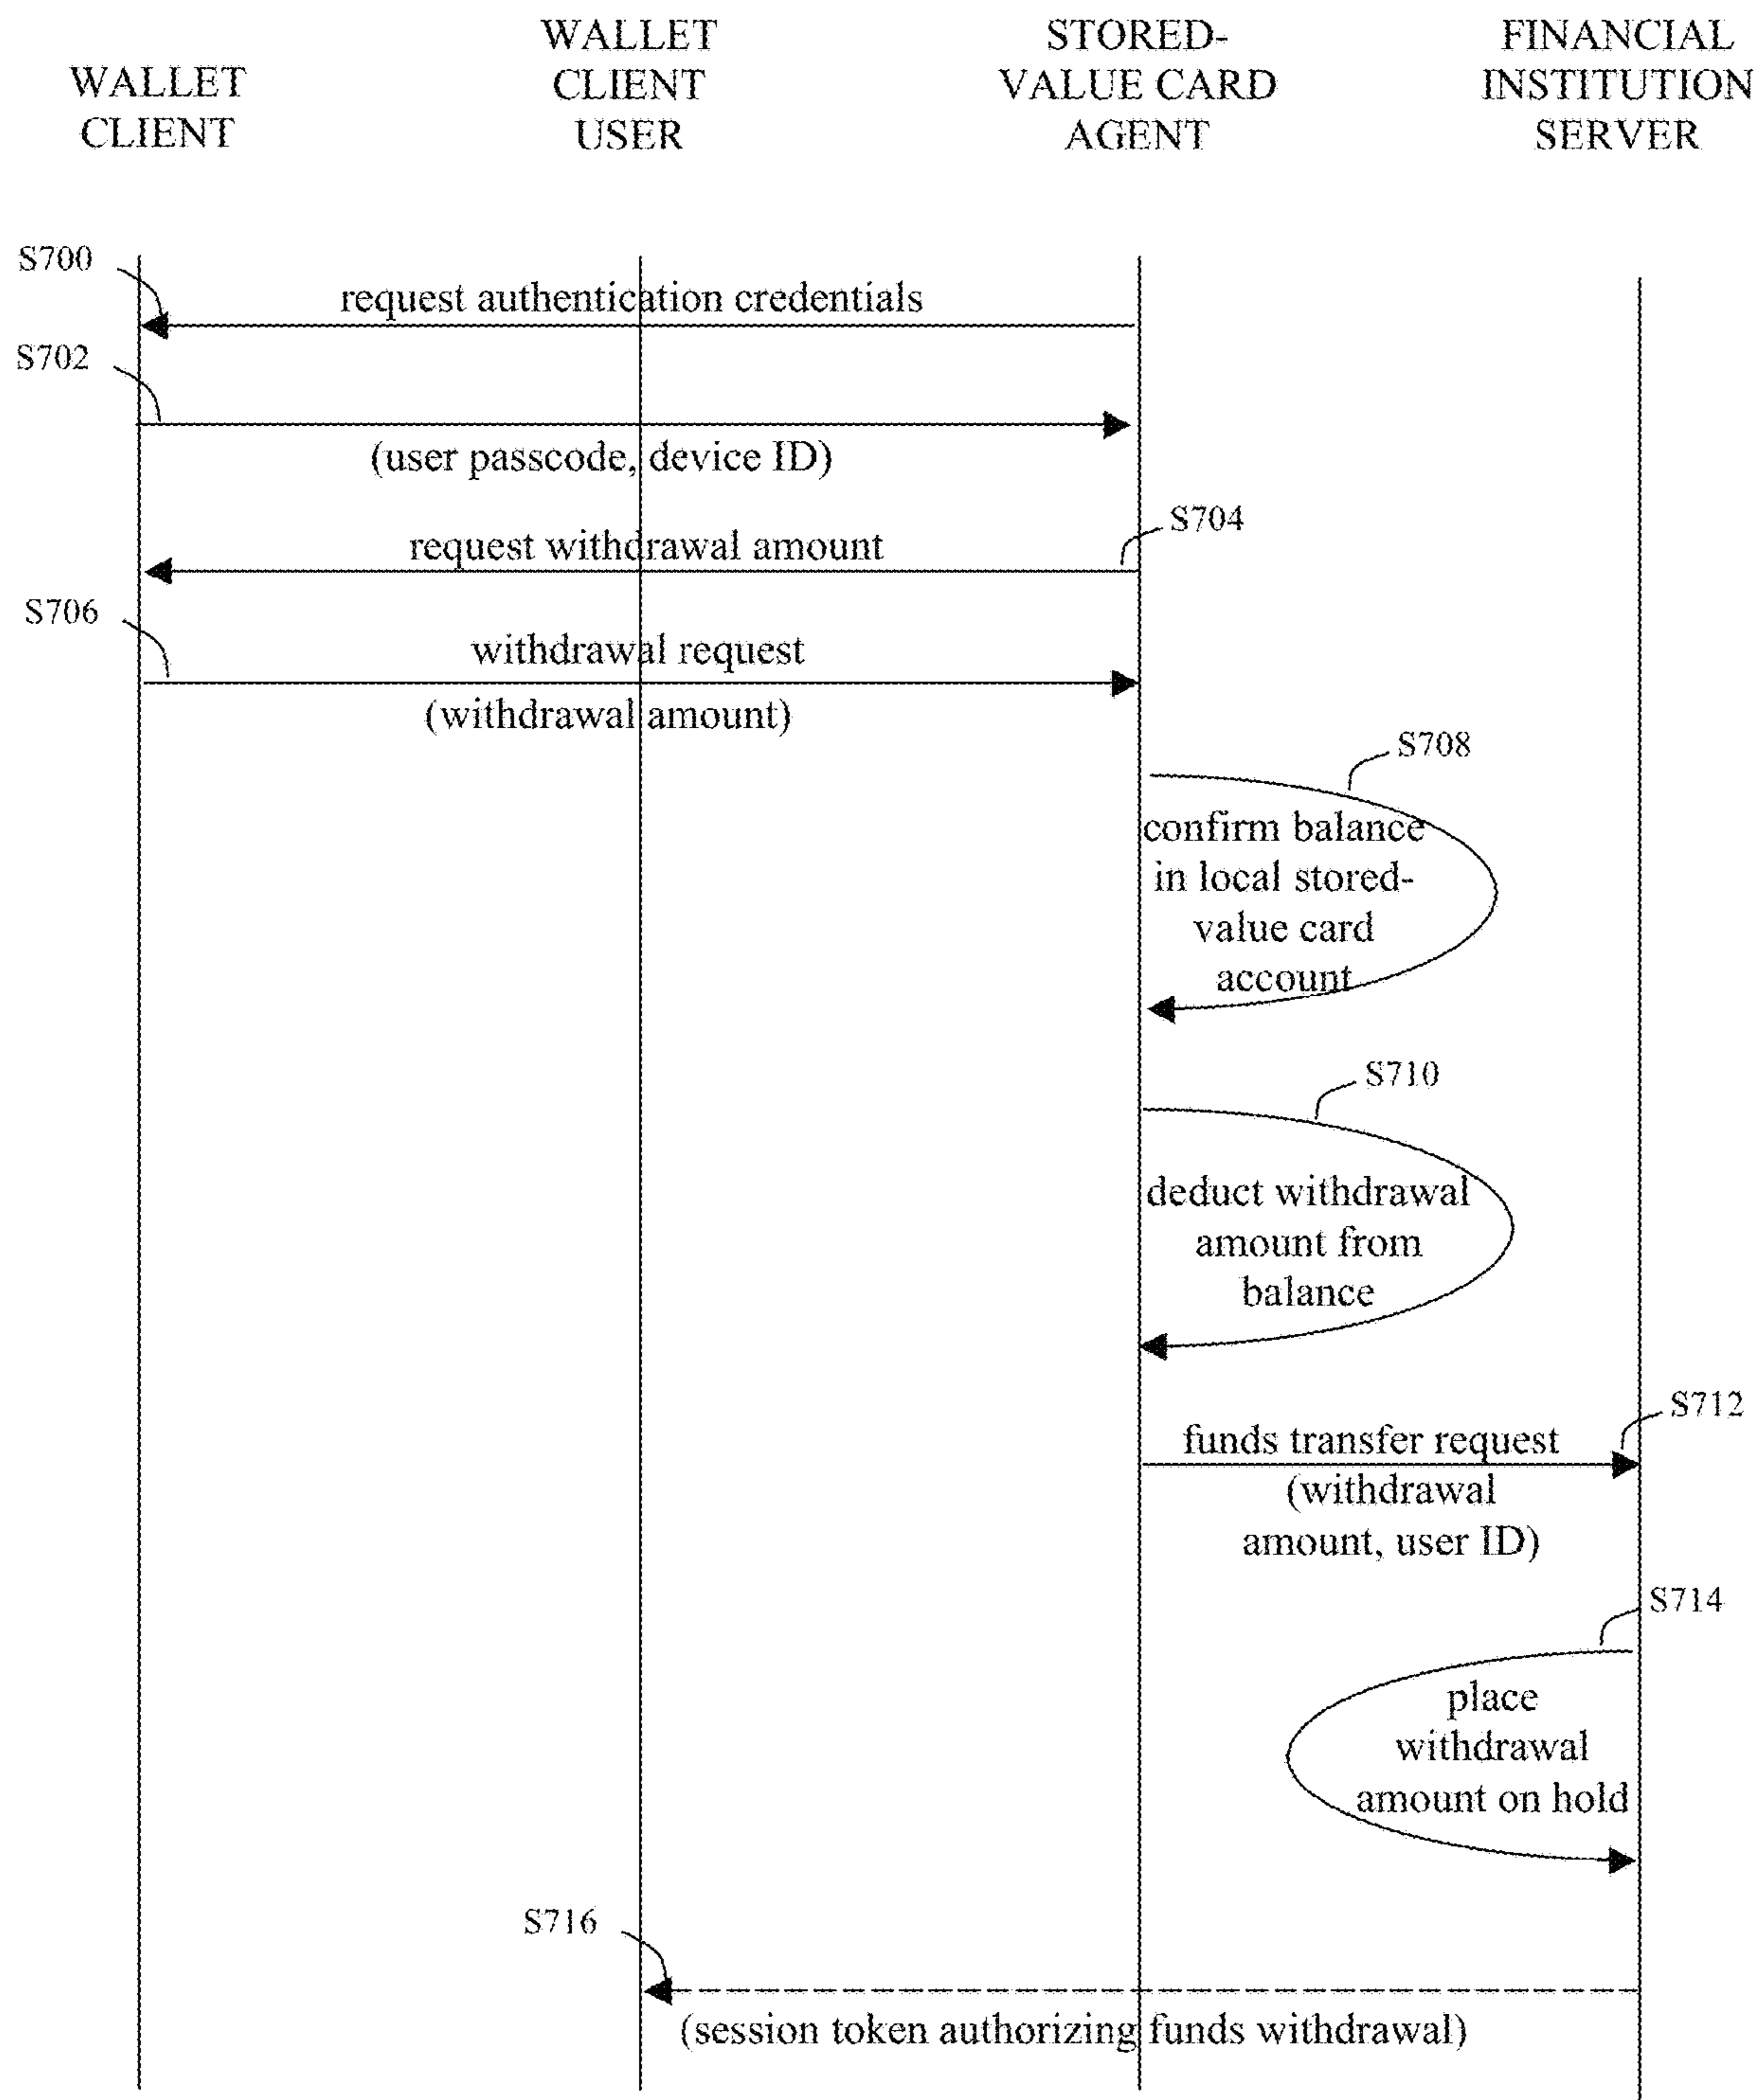 WALLET
CLIENT
WALLET
CLIENT
USER
STORED-
VALUE CARD
AGENT
FINANCIAL
INSTITUTION
SERVER
S700
request authentication credentials
S702
(user passcode, device ID)
S704
request withdrawal amount
S706
withdrawal request
(withdrawal amount)
S708
confirm balance
in local stored-
value card
account
S710
deduct withdrawal
amount from
balance
S712
funds transfer request
(withdrawal
amount, user ID)
S714
place
withdrawal
amount on hold
S716
(session token authorizing funds withdrawal)